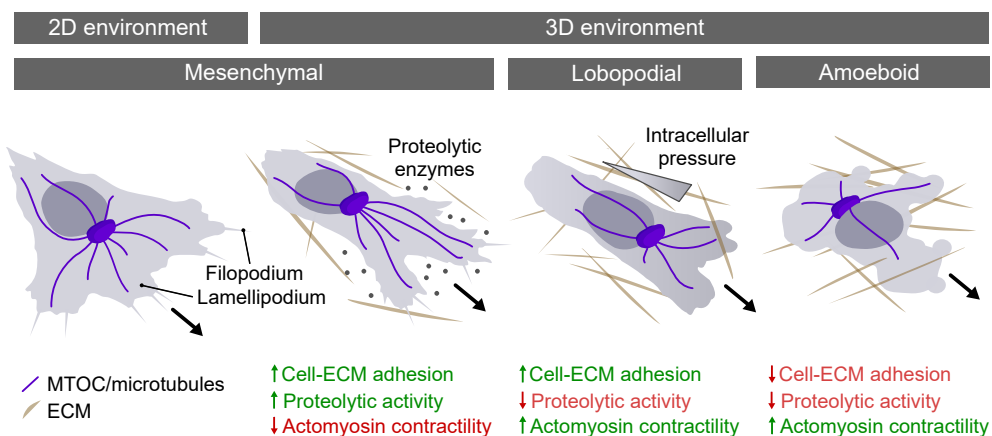 2D environment
3D environment
Mesenchymal
Lobopodial
Amoeboid
Proteolytic
enzymes
Intracellular
pressure
Filopodium
Lamellipodium
MTOC/microtubules
ECM
↑Cell-ECM adhesion
↑Proteolytic activity
↓Actomyosin contractility
↑Cell-ECM adhesion
↓Proteolytic activity
↑Actomyosin contractility
↓Cell-ECM adhesion
↓Proteolytic activity
↑Actomyosin contractility